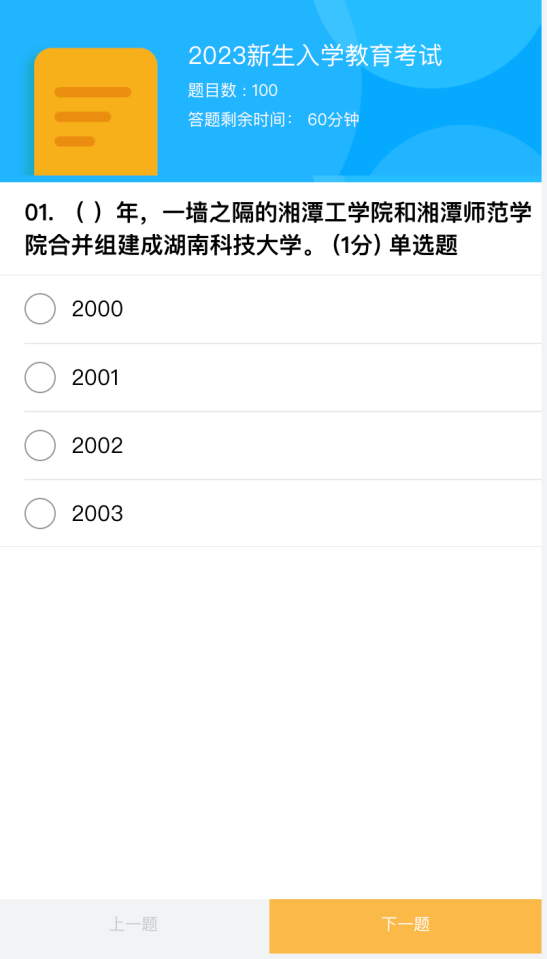 2023新生入学教育考试
题目数：100
答题剩余时间： 60分钟
01. （ ）年，一墙之隔的湘潭工学院和湘潭师范学
院合并组建成湖南科技大学。 (1分) 单选题
2000
2001
2002
2003
上一题
下一题